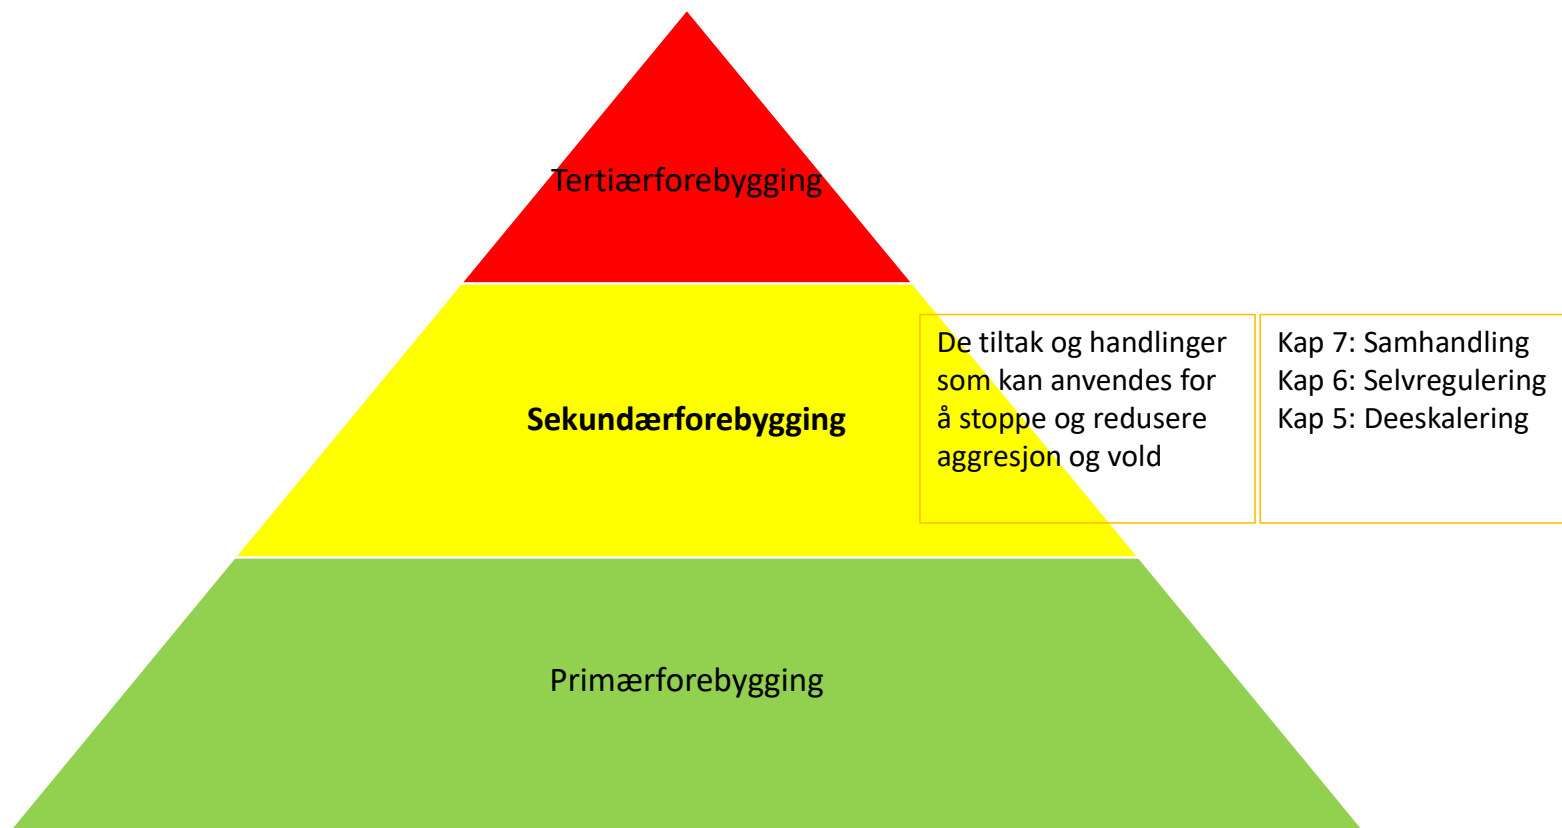 Tertiærforebygging
De tiltak og handlinger
som kan anvendes for
å stoppe og redusere
aggresjon og vold
Kap 7: Samhandling
Kap 6: Selvregulering
Kap 5: Deeskalering
Sekundærforebygging
Primærforebygging